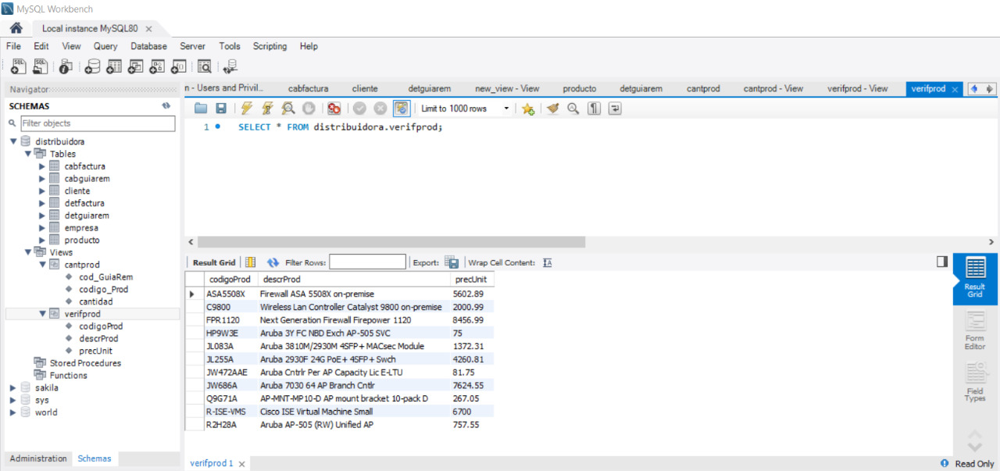 MySQL Workbench
Local instance MySQL80
File Edit View Query Database Server Tools Scripting Help
Navigator
SCHEMAS
Filter objects
distribuidora
Tables
cabfactura
cabguiarem
cliente
detfactura
detguiarem
empresa
producto
Views
cantprod
cod_GuiaRem
codigo_Prod
cantidad
verifprod
codigoProd
descrProd
precUnit
Stored Procedures
Functions
sakila
sys
world
Administration Schemas
n - Users and Privil... cabfactura cliente detguiarem new_view - View producto detguiarem cantprod cantprod - View verifprod - View verifprod
Limit to 1000 rows
1 SELECT * FROM distribuidora.verifprod;
Result Grid Filter Rows: Export: Wrap Cell Content:
codigoProd descrProd precUnit
ASA5508X Firewall ASA 5508X on-premise 5602.89
C9800 Wireless Lan Controller Catalyst 9800 on-premise 2000.99
FPR1120 Next Generation Firewall Firepower 1120 8456.99
HP9W3E Aruba 3Y FC NBD Exch AP-505 SVC 75
JL083A Aruba 3810M/2930M 4SFP+ MACsec Module 1372.31
JL255A Aruba 2930F 24G PoE+ 4SFP+ Swch 4260.81
JW472AAE Aruba Cntrlr Per AP Capacity Lic E-LTU 81.75
JW686A Aruba 7030 64 AP Branch Cntlr 7624.55
Q9G71A AP-MNT-MP10-D AP mount bracket 10-pack D 267.05
R-ISE-VMS Cisco ISE Virtual Machine Small 6700
R2H28A Aruba AP-505 (RW) Unified AP 757.55
Result
Grid
Form
Editor
Field
Types
verifprod 1
Read Only